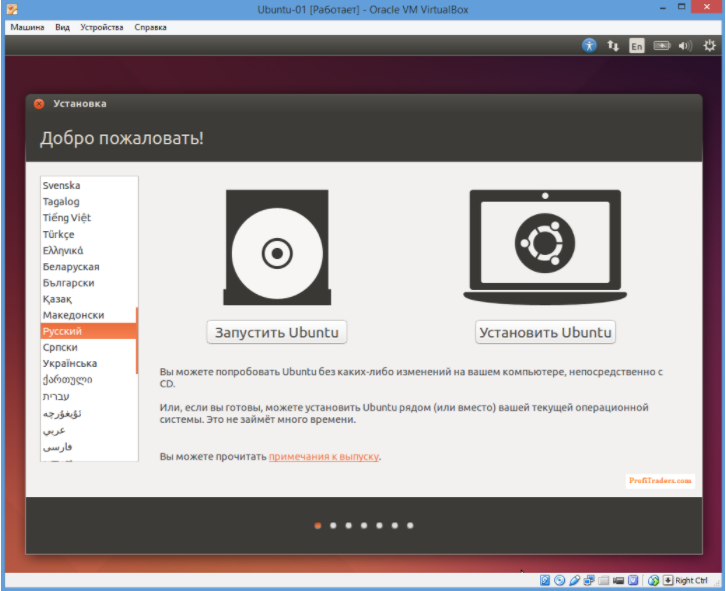 Ubuntu-01 [Работает] - Oracle VM VirtualBox
Машина Вид Устройства Справка
En
Установка
Добро пожаловать!
Svenska
Tagalog
Tiếng Việt
Türkçe
Ελληνικά
Беларуская
Български
Қазақ
Македонски
Русский
Српски
Українська
ქართული
עברית
ئۇيغۇرچە
عربي
فارسی
Запустить Ubuntu
Установить Ubuntu
Вы можете попробовать Ubuntu без каких-либо изменений на вашем компьютере, непосредственно с
CD.
Или, если вы готовы, можете установить Ubuntu рядом (или вместо) вашей текущей операционной
системы. Это не займёт много времени.
Вы можете прочитать примечания к выпуску.
ProfiTraders.com
Right Ctrl